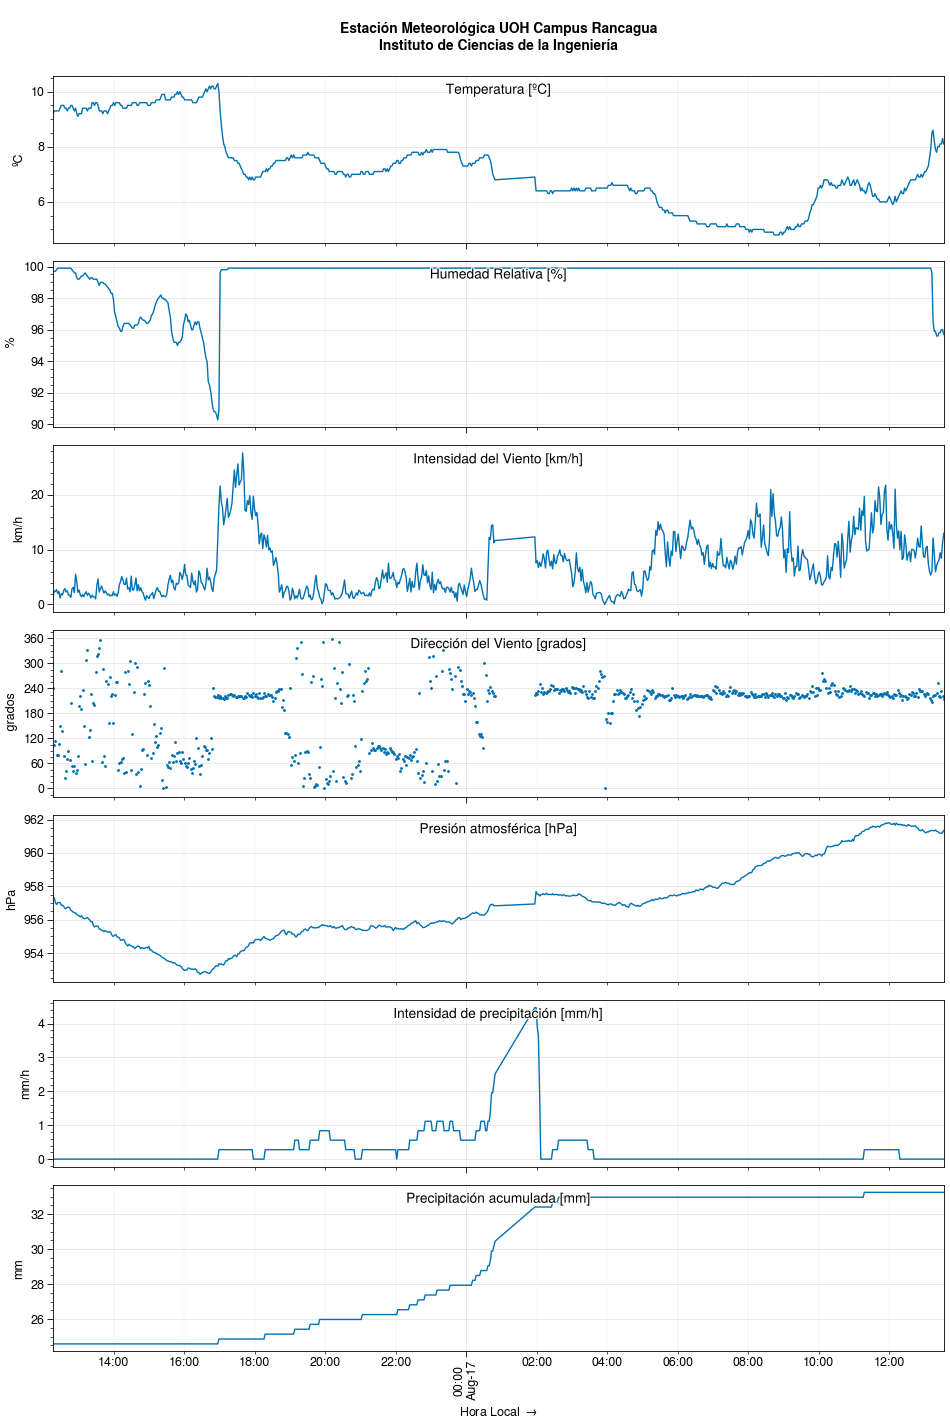 Estación Meteorológica UOH Campus Rancagua
Instituto de Ciencias de la Ingeniería
Temperatura [ºC]
ºC
10
8
6
Humedad Relativa [%]
%
100
98
96
94
92
90
Intensidad del Viento [km/h]
km/h
20
10
0
Dirección del Viento [grados]
grados
360
300
240
180
120
60
0
Presión atmosférica [hPa]
hPa
962
960
958
956
954
Intensidad de precipitación [mm/h]
mm/h
4
3
2
1
0
Precipitación acumulada [mm]
mm
32
30
28
26
14:00 16:00 18:00 20:00 22:00 00:00 02:00 04:00 06:00 08:00 10:00 12:00
Aug-17
Hora Local →